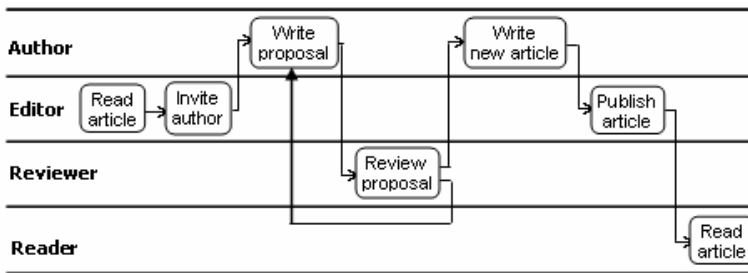 Author
Write
proposal
Write
new article
Editor
Read
article
Invite
author
Publish
article
Reviewer
Review
proposal
Reader
Read
article